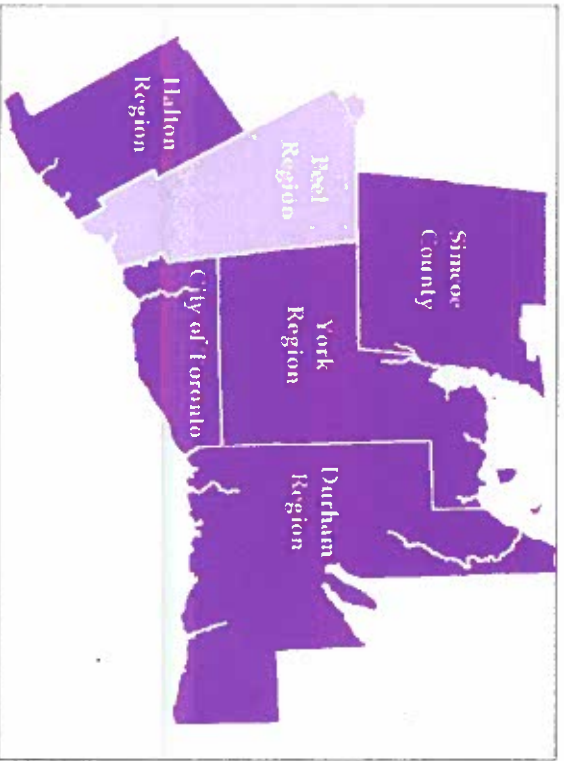 Simcoe
County
Peel
Region
York
Region
Durham
Region
Halton
Region
City of Toronto